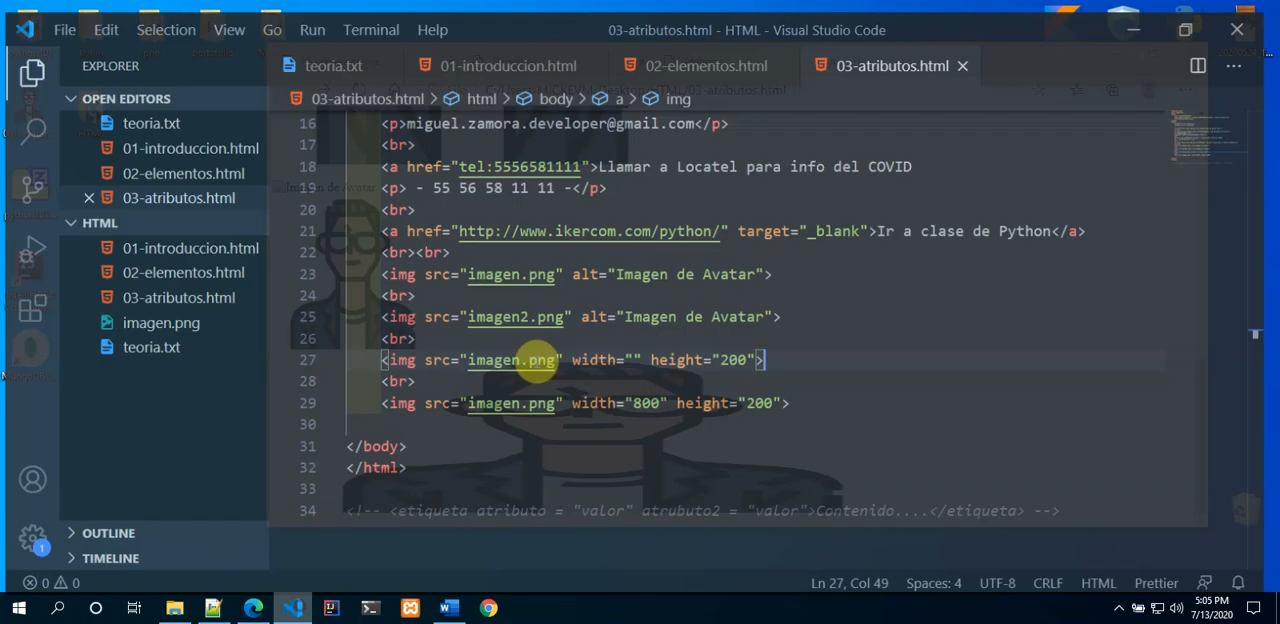 File Edit Selection View Go Run Terminal Help
03-atributos.html - HTML - Visual Studio Code
EXPLORER
teoria.txt
01-introduccion.html
02-elementos.html
03-atributos.html
OPEN EDITORS
teoria.txt
01-introduccion.html
02-elementos.html
03-atributos.html
HTML
01-introduccion.html
02-elementos.html
03-atributos.html
imagen.png
teoria.txt
OUTLINE
TIMELINE
03-atributos.html > html > body > a > img
16 <p>miguel.zamora.developer@gmail.com</p>
17 <br>
18 <a href="tel:5556581111">Llamar a Locatel para info del COVID
19 <p> - 55 56 58 11 11 -</p>
20 <br>
21 <a href="http://www.ikercom.com/python/" target="_blank">Ir a clase de Python</a>
22 <br><br>
23 <img src="imagen.png" alt="Imagen de Avatar">
24 <br>
25 <img src="imagen2.png" alt="Imagen de Avatar">
26 <br>
27 <img src="imagen.png" width="" height="200">
28 <br>
29 <img src="imagen.png" width="800" height="200">
30
31 </body>
32 </html>
33
34 <!-- <etiqueta atributo = "valor" atrubuto2 = "valor">Contenido....</etiqueta> -->
1
0 0
Ln 27, Col 49 Spaces: 4 UTF-8 CRLF HTML Prettier
5:05 PM
7/13/2020